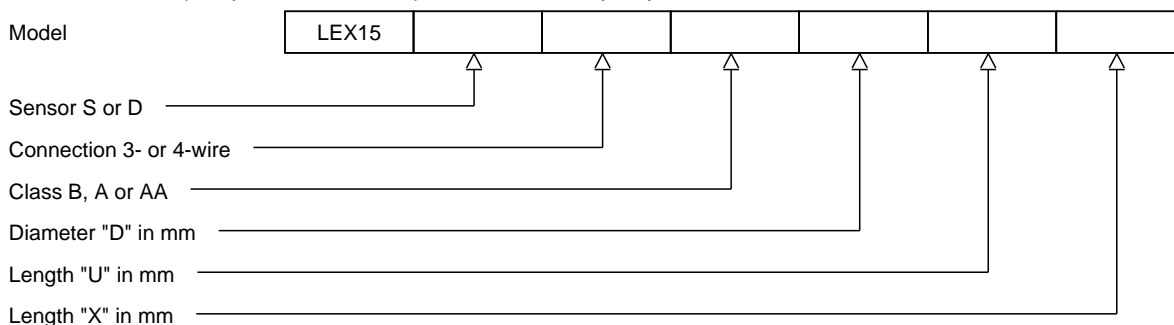 Model LEX15
Sensor S or D
Connection 3- or 4-wire
Class B, A or AA
Diameter "D" in mm
Length "U" in mm
Length "X" in mm